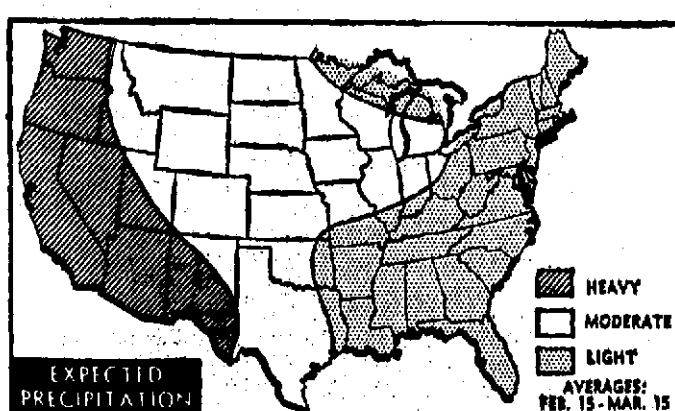 HEAVY
MODERATE
LIGHT
AVERAGES:
FEB. 15 - MAR. 15
EXPECTED
PRECIPITATION